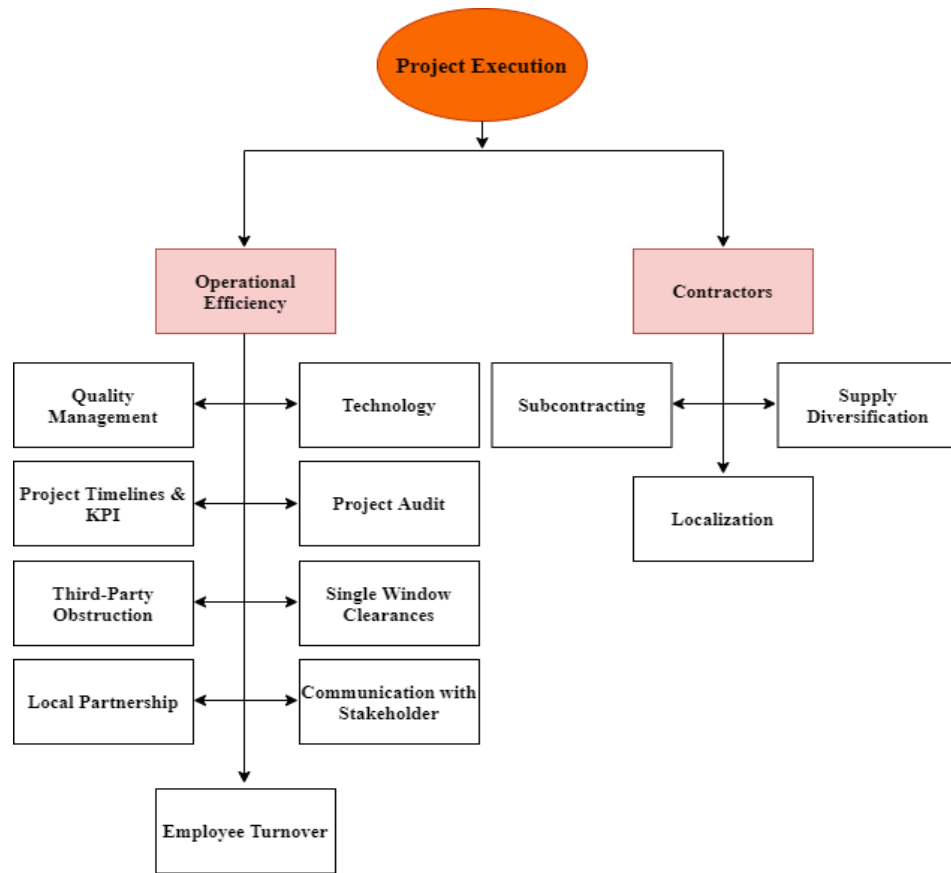 Project Execution
Operational
Efficiency
Contractors
Quality
Management
Technology
Subcontracting
Supply
Diversification
Project Timelines &
KPI
Project Audit
Localization
Third-Party
Obstruction
Single Window
Clearances
Local Partnership
Communication with
Stakeholder
Employee Turnover